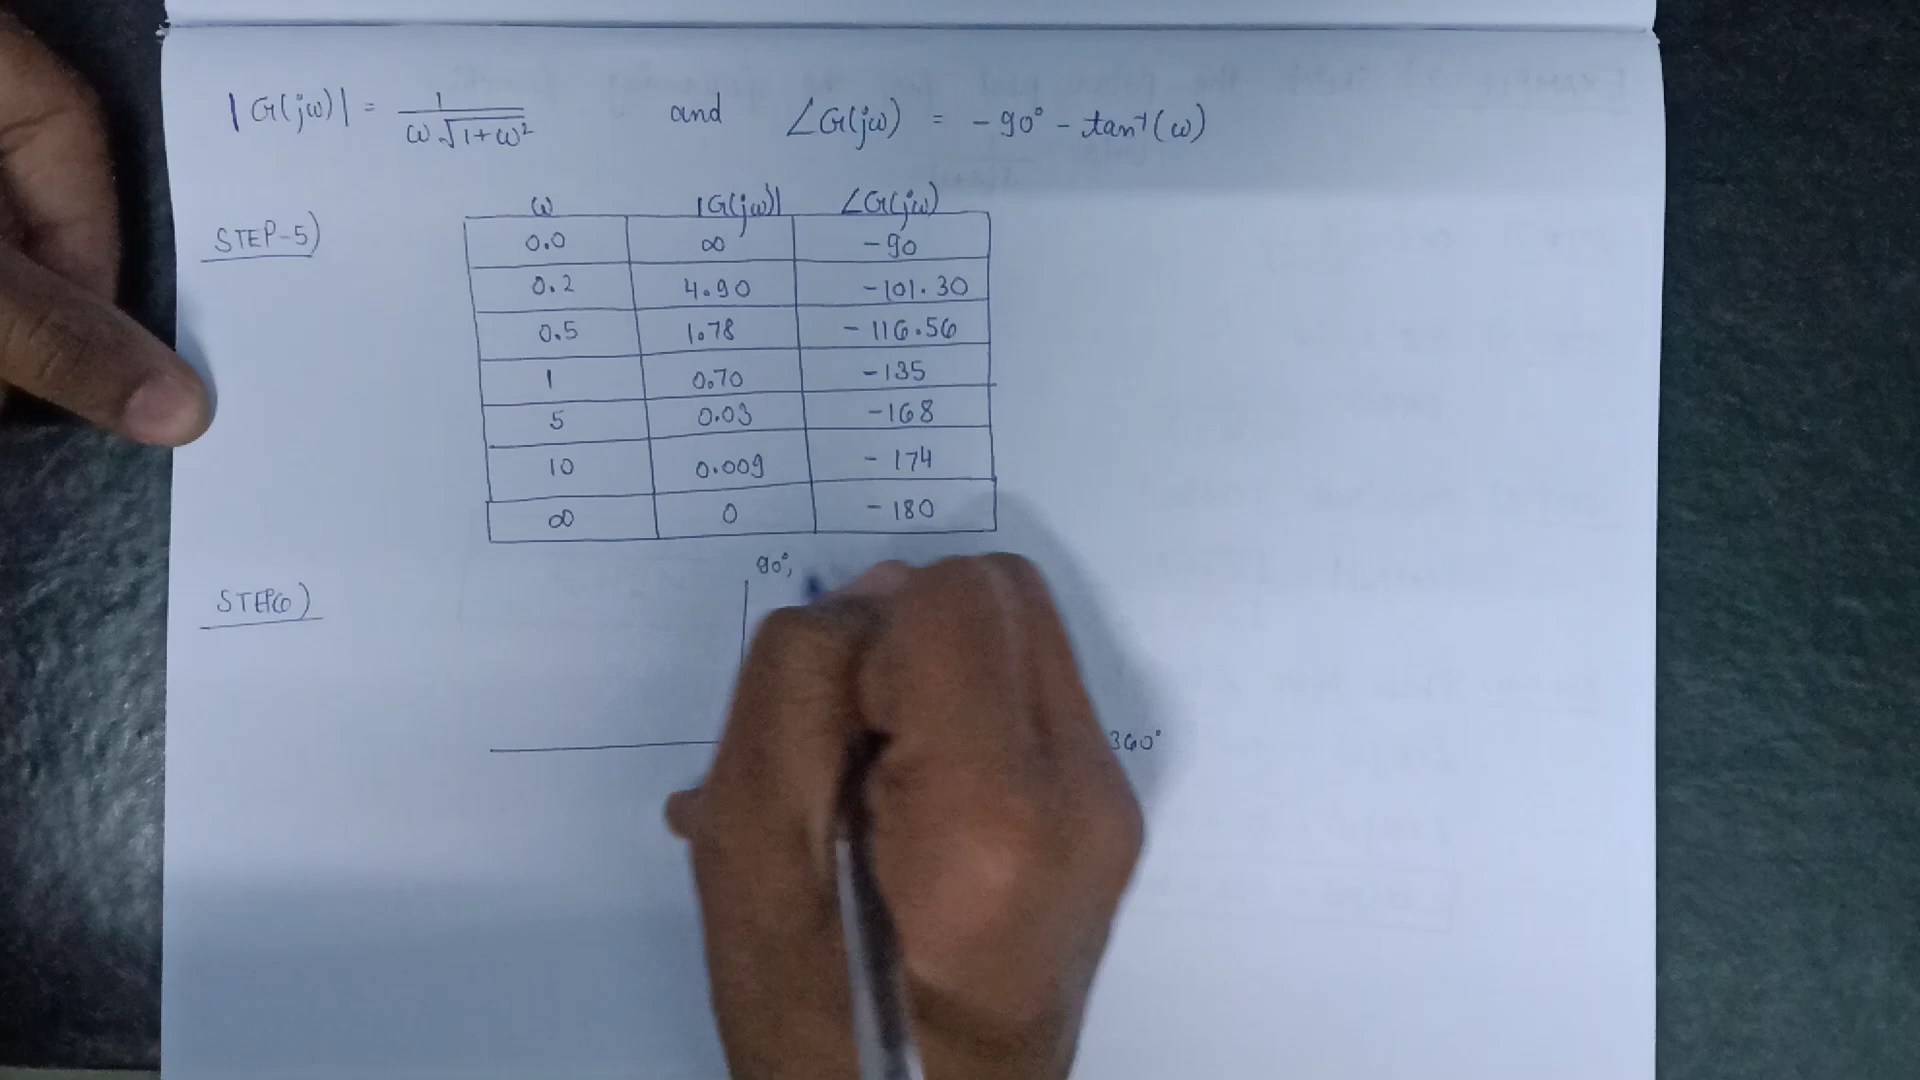 |G(jω)| = 1/ω√1+ω² and ∠G(jω) = -90° - tan⁻¹(ω)
STEP-5)
ω |G(jω)| ∠G(jω)
0.0 ∞ -90
0.2 4.90 -101.30
0.5 1.78 -116.56
1 0.70 -135
5 0.03 -168
10 0.009 -174
∞ 0 -180
STEP6)
90°,
360°